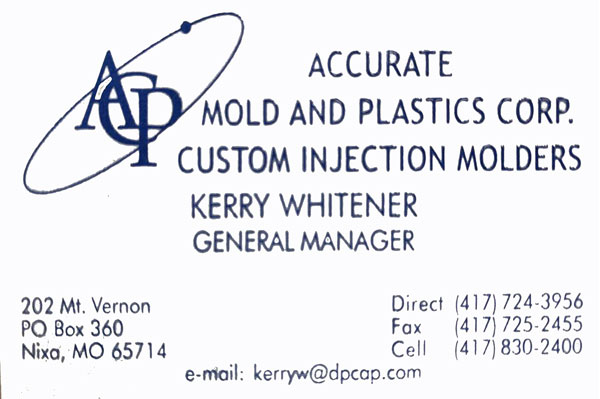 ACP
ACCURATE
MOLD AND PLASTICS CORP.
CUSTOM INJECTION MOLDERS
KERRY WHITENER
GENERAL MANAGER
202 Mt. Vernon
PO Box 360
Nixa, MO 65714
Direct (417) 724-3956
Fax (417) 725-2455
Cell (417) 830-2400
e-mail: kerryw@dpcap.com